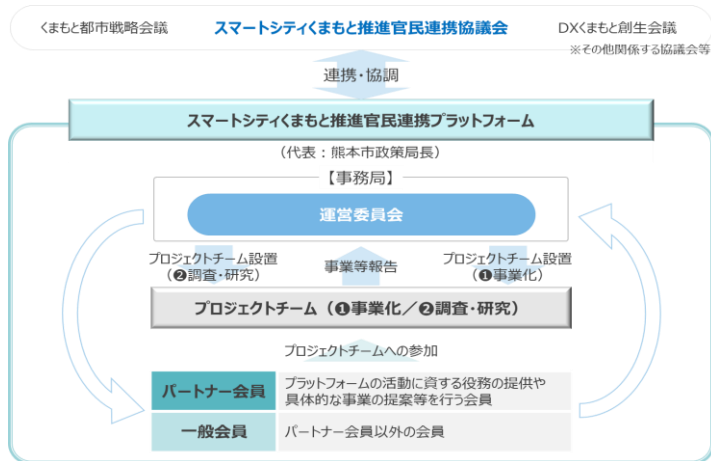 くまもと都市戦略会議
スマートシティくまもと推進官民連携協議会
DXくまもと創生会議
※その他関係する協議会等
連携・協調
スマートシティくまもと推進官民連携プラットフォーム
（代表：熊本市政策局長）
【事務局】
運営委員会
プロジェクトチーム設置
（❷調査・研究）
事業等報告
プロジェクトチーム設置
（❶事業化）
プロジェクトチーム（❶事業化／❷調査・研究）
プロジェクトチームへの参加
パートナー会員
プラットフォームの活動に資する役務の提供や
具体的な事業の提案等を行う会員
一般会員
パートナー会員以外の会員